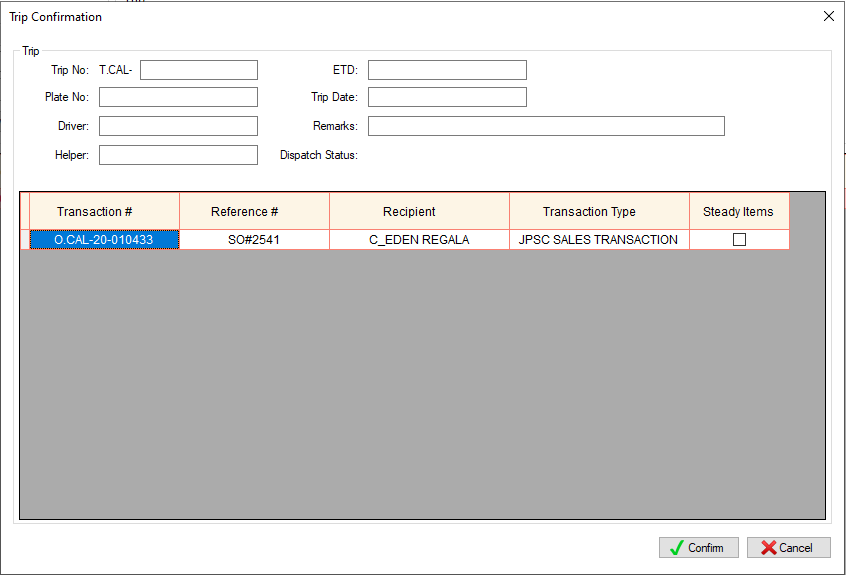 Trip Confirmation
Trip
Trip No: T.CAL- ETD:
Plate No: Trip Date:
Driver: Remarks:
Helper: Dispatch Status:
Transaction # Reference # Recipient Transaction Type Steady Items
O.CAL-20-010433 SO#2541 C_EDEN REGALA JPSC SALES TRANSACTION
Confirm Cancel